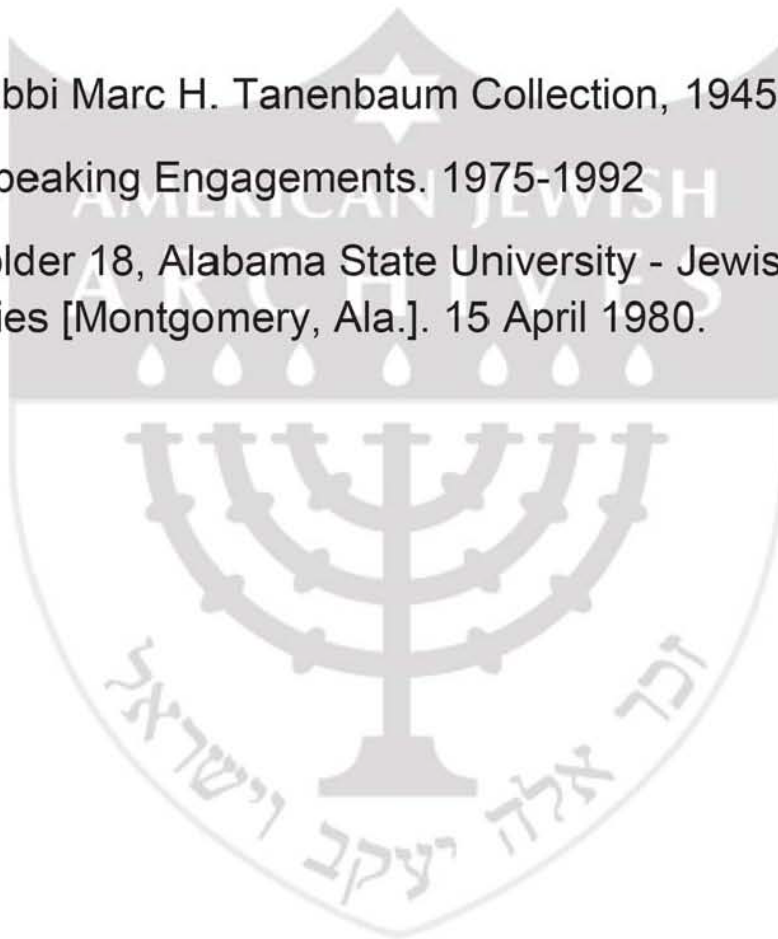 bbi Marc H. Tanenbaum Collection, 1945
peaking Engagements. 1975-1992
AMERICAN JEWISH
older 18, Alabama State University - Jewis
ARCHIVES
ies [Montgomery, Ala.]. 15 April 1980.
זכר אלה יעקב וישראל